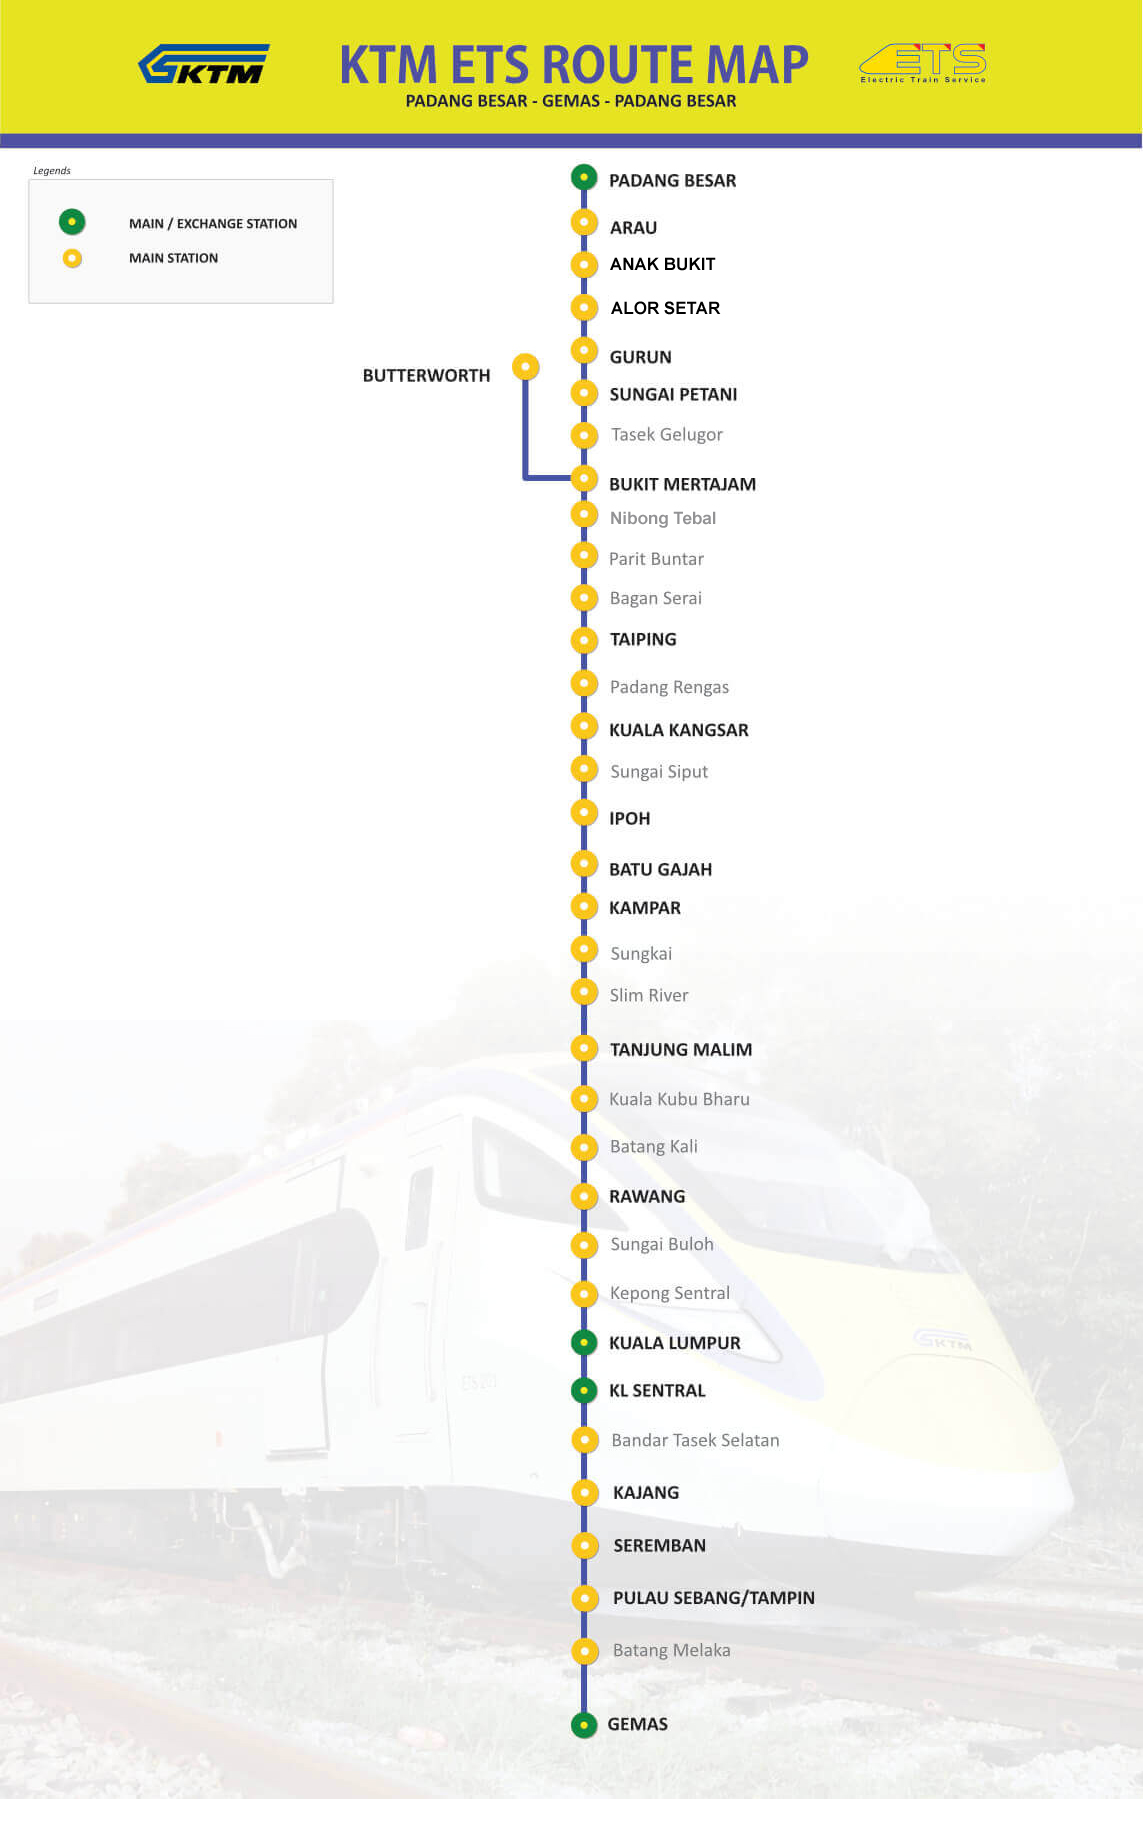 KTM
KTM ETS ROUTE MAP
ETS
Electric Train Service
PADANG BESAR - GEMAS - PADANG BESAR
Legends
MAIN / EXCHANGE STATION
MAIN STATION
PADANG BESAR
ARAU
ANAK BUKIT
ALOR SETAR
GURUN
BUTTERWORTH
SUNGAI PETANI
Tasek Gelugor
BUKIT MERTAJAM
Nibong Tebal
Parit Buntar
Bagan Serai
TAIPING
Padang Rengas
KUALA KANGSAR
Sungai Siput
IPOH
BATU GAJAH
KAMPAR
Sungkai
Slim River
TANJUNG MALIM
Kuala Kubu Bharu
Batang Kali
RAWANG
Sungai Buloh
Kepong Sentral
KUALA LUMPUR
KTM
KL SENTRAL
Bandar Tasek Selatan
KAJANG
SEREMBAN
PULAU SEBANG/TAMPIN
Batang Melaka
GEMAS